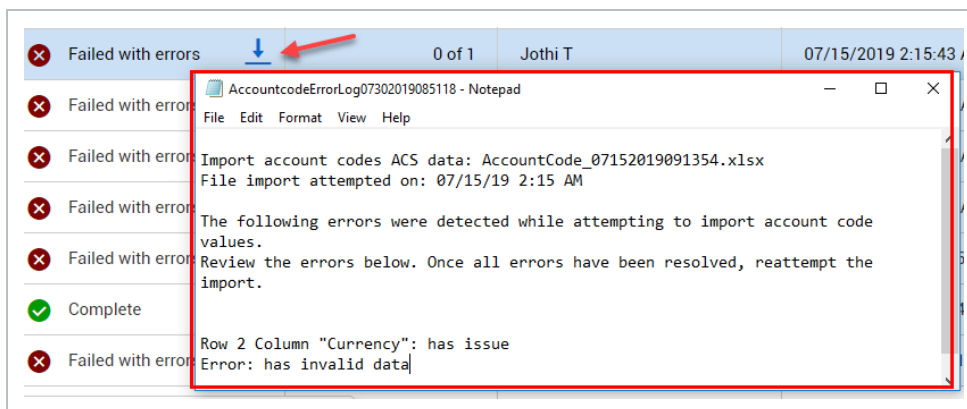 Failed with errors 0 of 1 Jothi T 07/15/2019 2:15:43
AccountcodeErrorLog07302019085118 - Notepad
Failed with error
File Edit Format View Help
Failed with error
Import account codes ACS data: AccountCode_07152019091354.xlsx
File import attempted on: 07/15/19 2:15 AM
Failed with error
The following errors were detected while attempting to import account code
values.
Failed with error
Review the errors below. Once all errors have been resolved, reattempt the
import.
Complete
Row 2 Column "Currency": has issue
Failed with error
Error: has invalid data